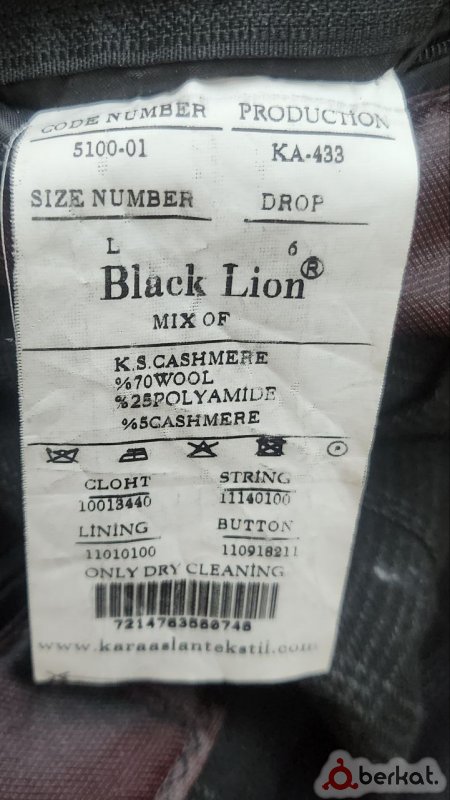 CODE NUMBER PRODUCTION
5100-01 KA-433
SIZE NUMBER DROP
L 6
Black Lion®
MIX OF
K.S.CASHMERE
%70WOOL
%25POLYAMIDE
%5CASHMERE
CLOHT STRING
10013440 11140100
LINING BUTTON
11010100 110918211
ONLY DRY CLEANING
www.karaaslantekstil.com
berkat.